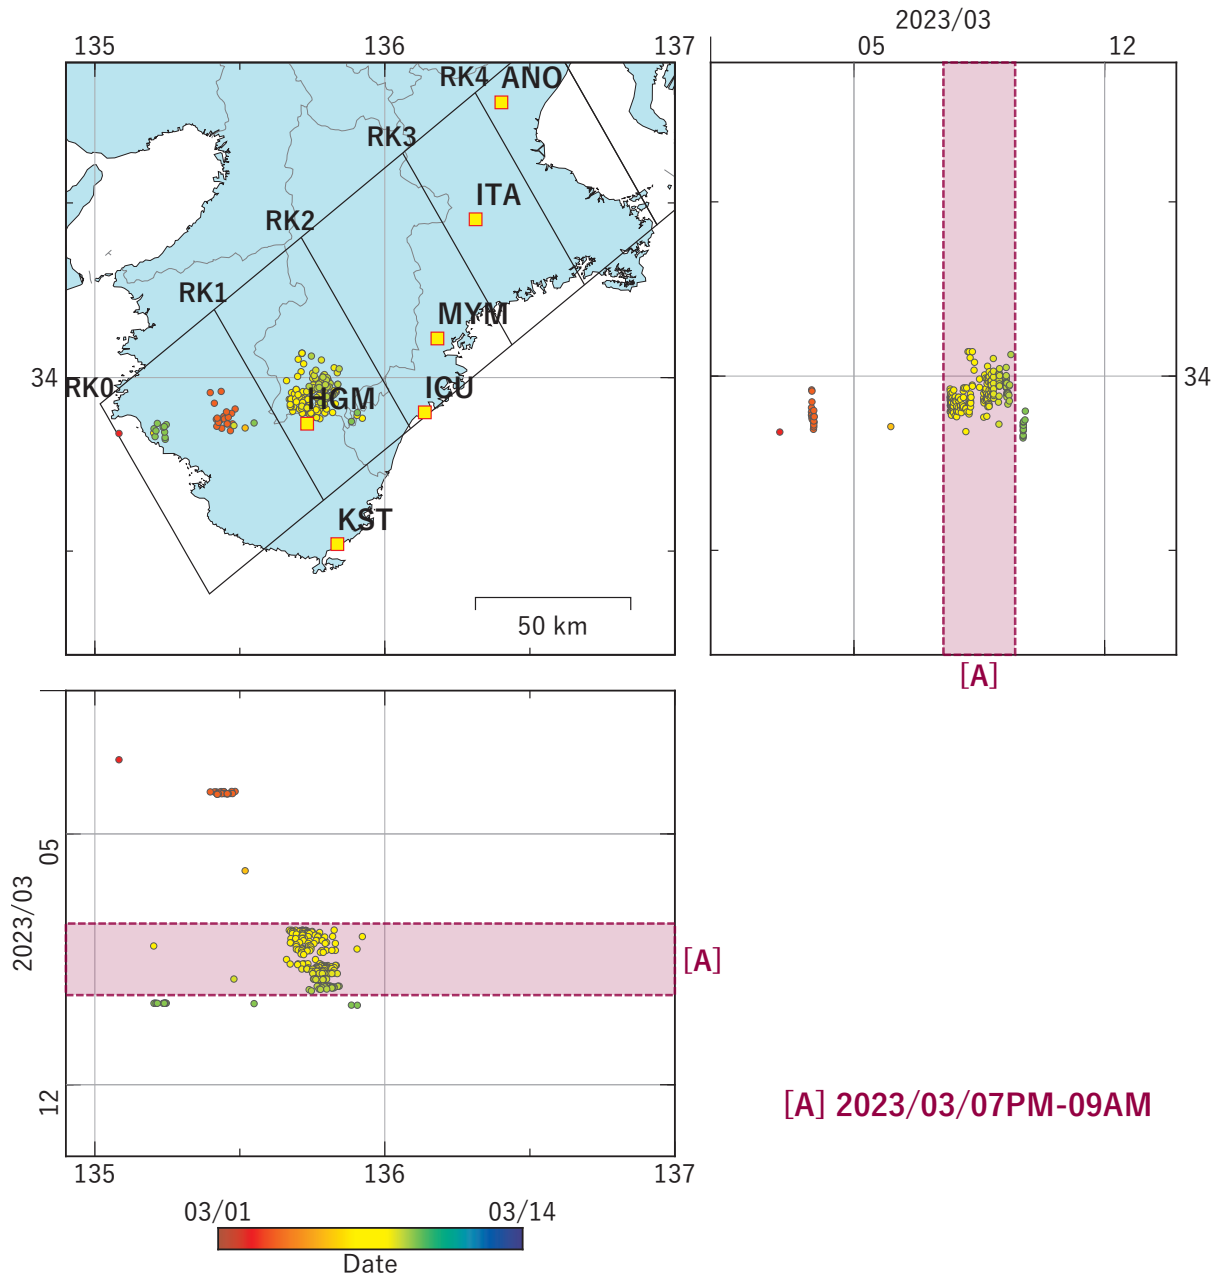 2023/03
135 136 137
05 12
RK4 ANO
RK3
ITA
RK2
RK1
MYM
34
RK0
HGM
ICU
34
KST
50 km
[A]
05
2023/03
[A]
12
[A] 2023/03/07PM-09AM
135 136 137
03/01 03/14
Date